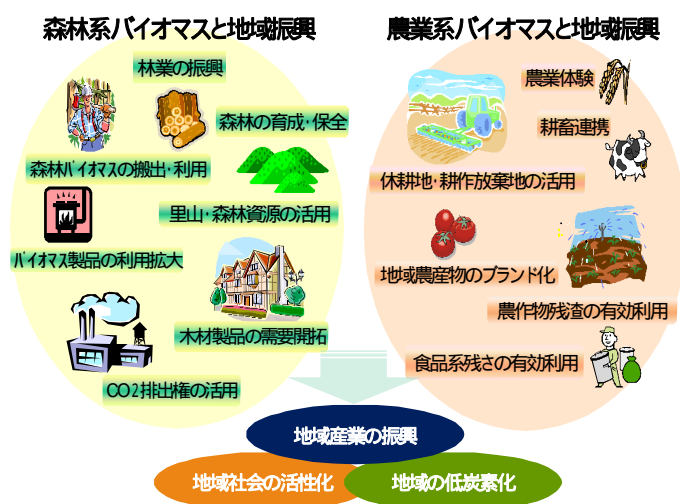 森林系バイオマスと地域振興
林業の振興
森林の育成・保全
森林ﾊﾞｲｵﾏｽの搬出・利用
里山・森林資源の活用
ﾊﾞｲｵﾏｽ製品の利用拡大
木材製品の需要開拓
CO2排出権の活用
農業系バイオマスと地域振興
農業体験
耕畜連携
休耕地・耕作放棄地の活用
地域農産物のブランド化
農作物残渣の有効利用
食品系残さの有効利用
地域産業の振興
地域社会の活性化
地域の低炭素化